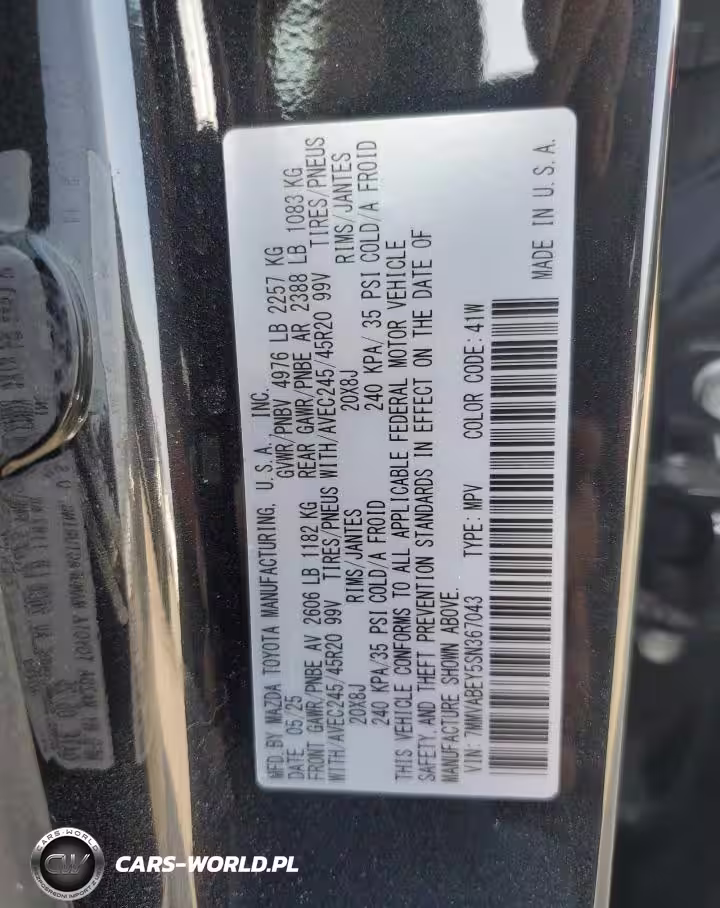 MFD.BY MAZDA TOYOTA MANUFACTURING, U.S.A., INC.
DATE 05/25 GVWR/PNBV 4976 LB 2257 KG
FRONT GAWR/PNBE AV 2606 LB 1182 KG REAR GAWR/PNBE AR 2388 LB 1083 KG
WITH/AVEC245/45R20 99V TIRES/PNEUS WITH/AVEC245/45R20 99V TIRES/PNEUS
20X8J RIMS/JANTES 20X8J RIMS/JANTES
240 KPA/35 PSI COLD/A FROID 240 KPA/35 PSI COLD/A FROID
THIS VEHICLE CONFORMS TO ALL APPLICABLE FEDERAL MOTOR VEHICLE
SAFETY,AND THEFT PREVENTION STANDARDS IN EFFECT ON THE DATE OF
MANUFACTURE SHOWN ABOVE.
VIN: 7MMVABEY5SN367043 TYPE: MPV COLOR CODE: 41W
MADE IN U.S.A.
CARS-WORLD
CW
CARS-WORLD.PL